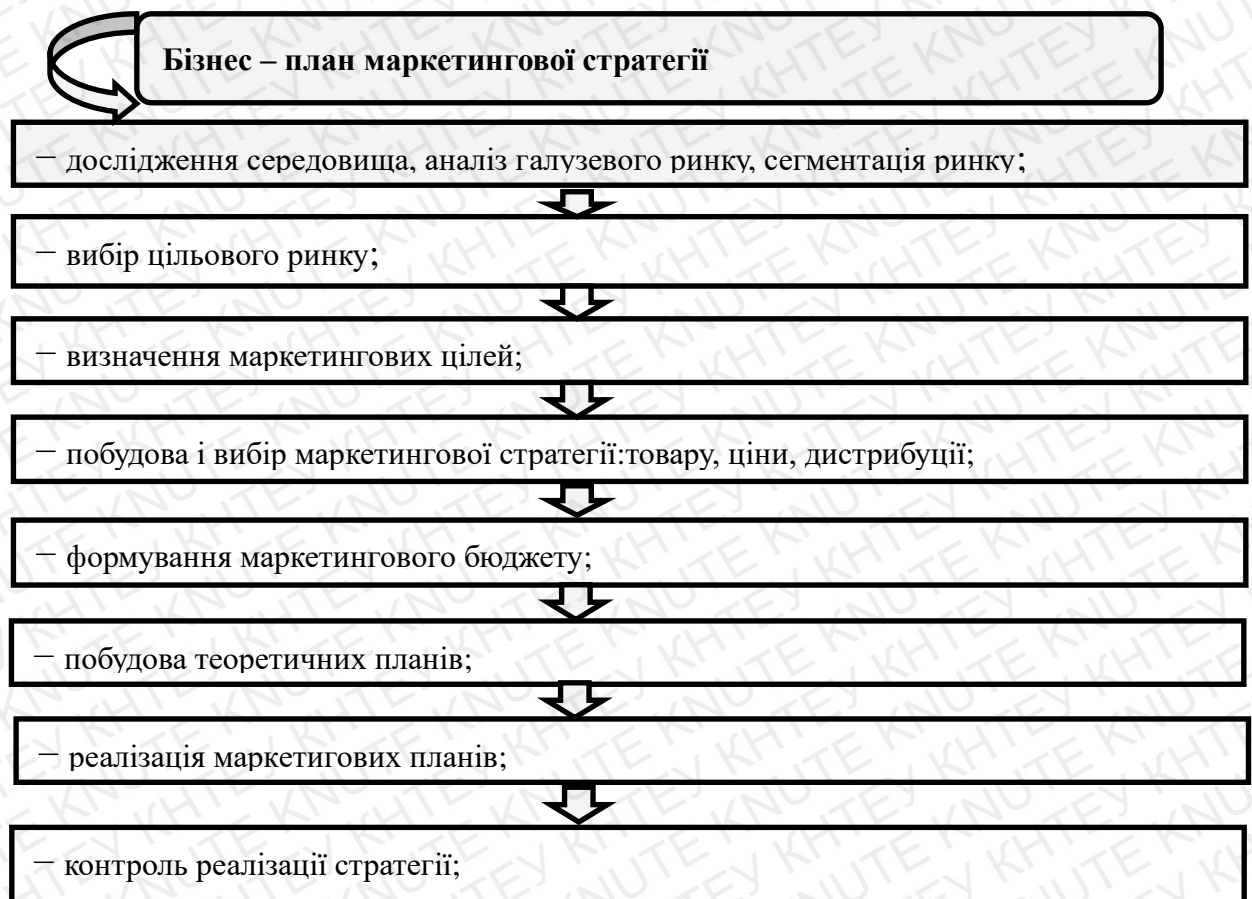 Бізнес – план маркетингової стратегії
– дослідження середовища, аналіз галузевого ринку, сегментація ринку;
– вибір цільового ринку;
– визначення маркетингових цілей;
– побудова і вибір маркетингової стратегії:товару, ціни, дистрибуції;
– формування маркетингового бюджету;
– побудова теоретичних планів;
– реалізація маркетигових планів;
– контроль реалізації стратегії;